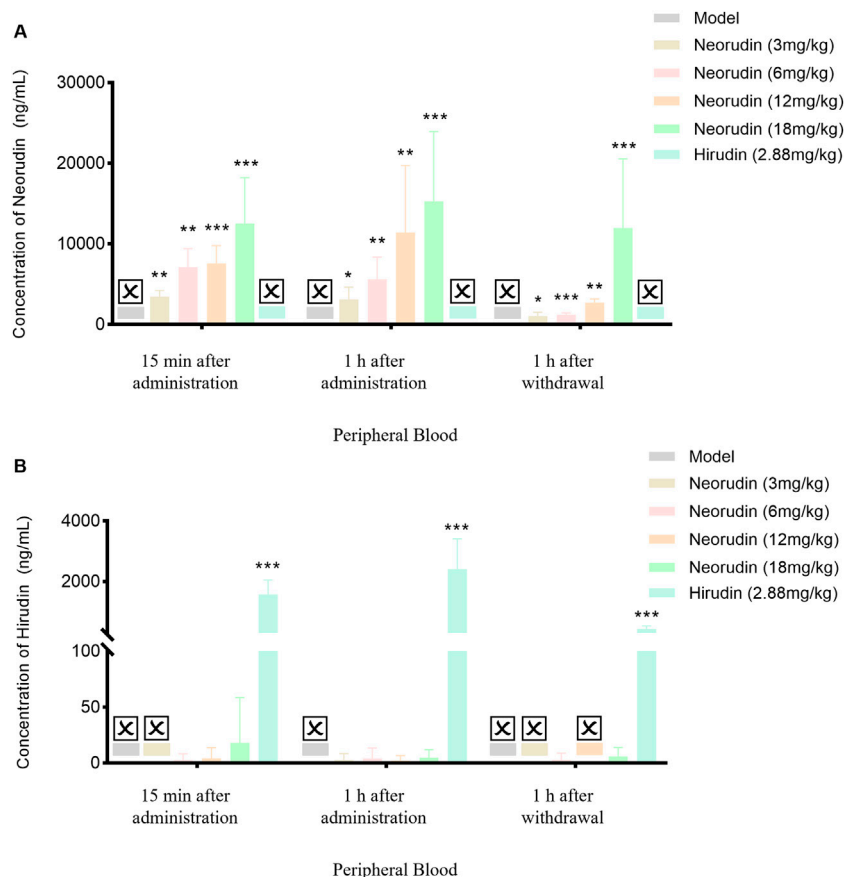 A
Model
Neorudin (3mg/kg)
Neorudin (6mg/kg)
Neorudin (12mg/kg)
Neorudin (18mg/kg)
Hirudin (2.88mg/kg)
Concentration of Neorudin (ng/mL)
30000
20000
10000
0
** ** *** ***
* ** ** ***
* *** ** ***
15 min after
administration
1 h after
administration
1 h after
withdrawal
Peripheral Blood
B
Model
Neorudin (3mg/kg)
Neorudin (6mg/kg)
Neorudin (12mg/kg)
Neorudin (18mg/kg)
Hirudin (2.88mg/kg)
Concentration of Hirudin (ng/mL)
4000
2000
100
50
0
***
***
***
15 min after
administration
1 h after
administration
1 h after
withdrawal
Peripheral Blood